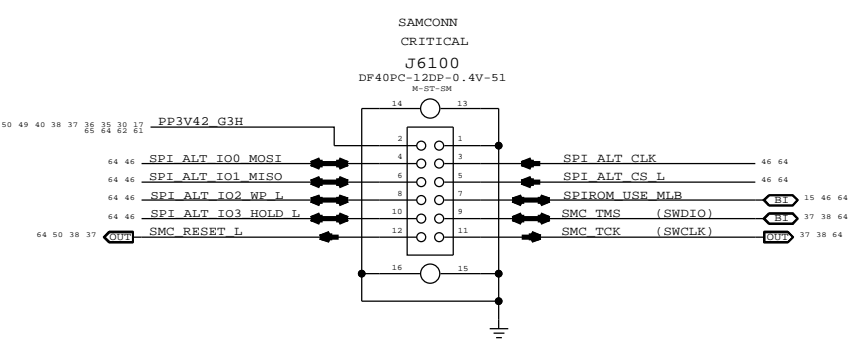 SAMCONN
CRITICAL
J6100
DF40PC-12DP-0.4V-51
M-ST-SM
14 13
50 49 40 38 37 36 35 30 17 PP3V42_G3H
65 64 62 61
2 1
64 46 SPI_ALT_IO0_MOSI 4 3 SPI_ALT_CLK 46 64
64 46 SPI_ALT_IO1_MISO 6 5 SPI_ALT_CS_L 46 64
64 46 SPI_ALT_IO2_WP_L 8 7 SPIROM_USE_MLB BI 15 46 64
64 46 SPI_ALT_IO3_HOLD_L 10 9 SMC_TMS (SWDIO) BI 37 38 64
64 50 38 37 OUT SMC_RESET_L 12 11 SMC_TCK (SWCLK) OUT 37 38 64
16 15